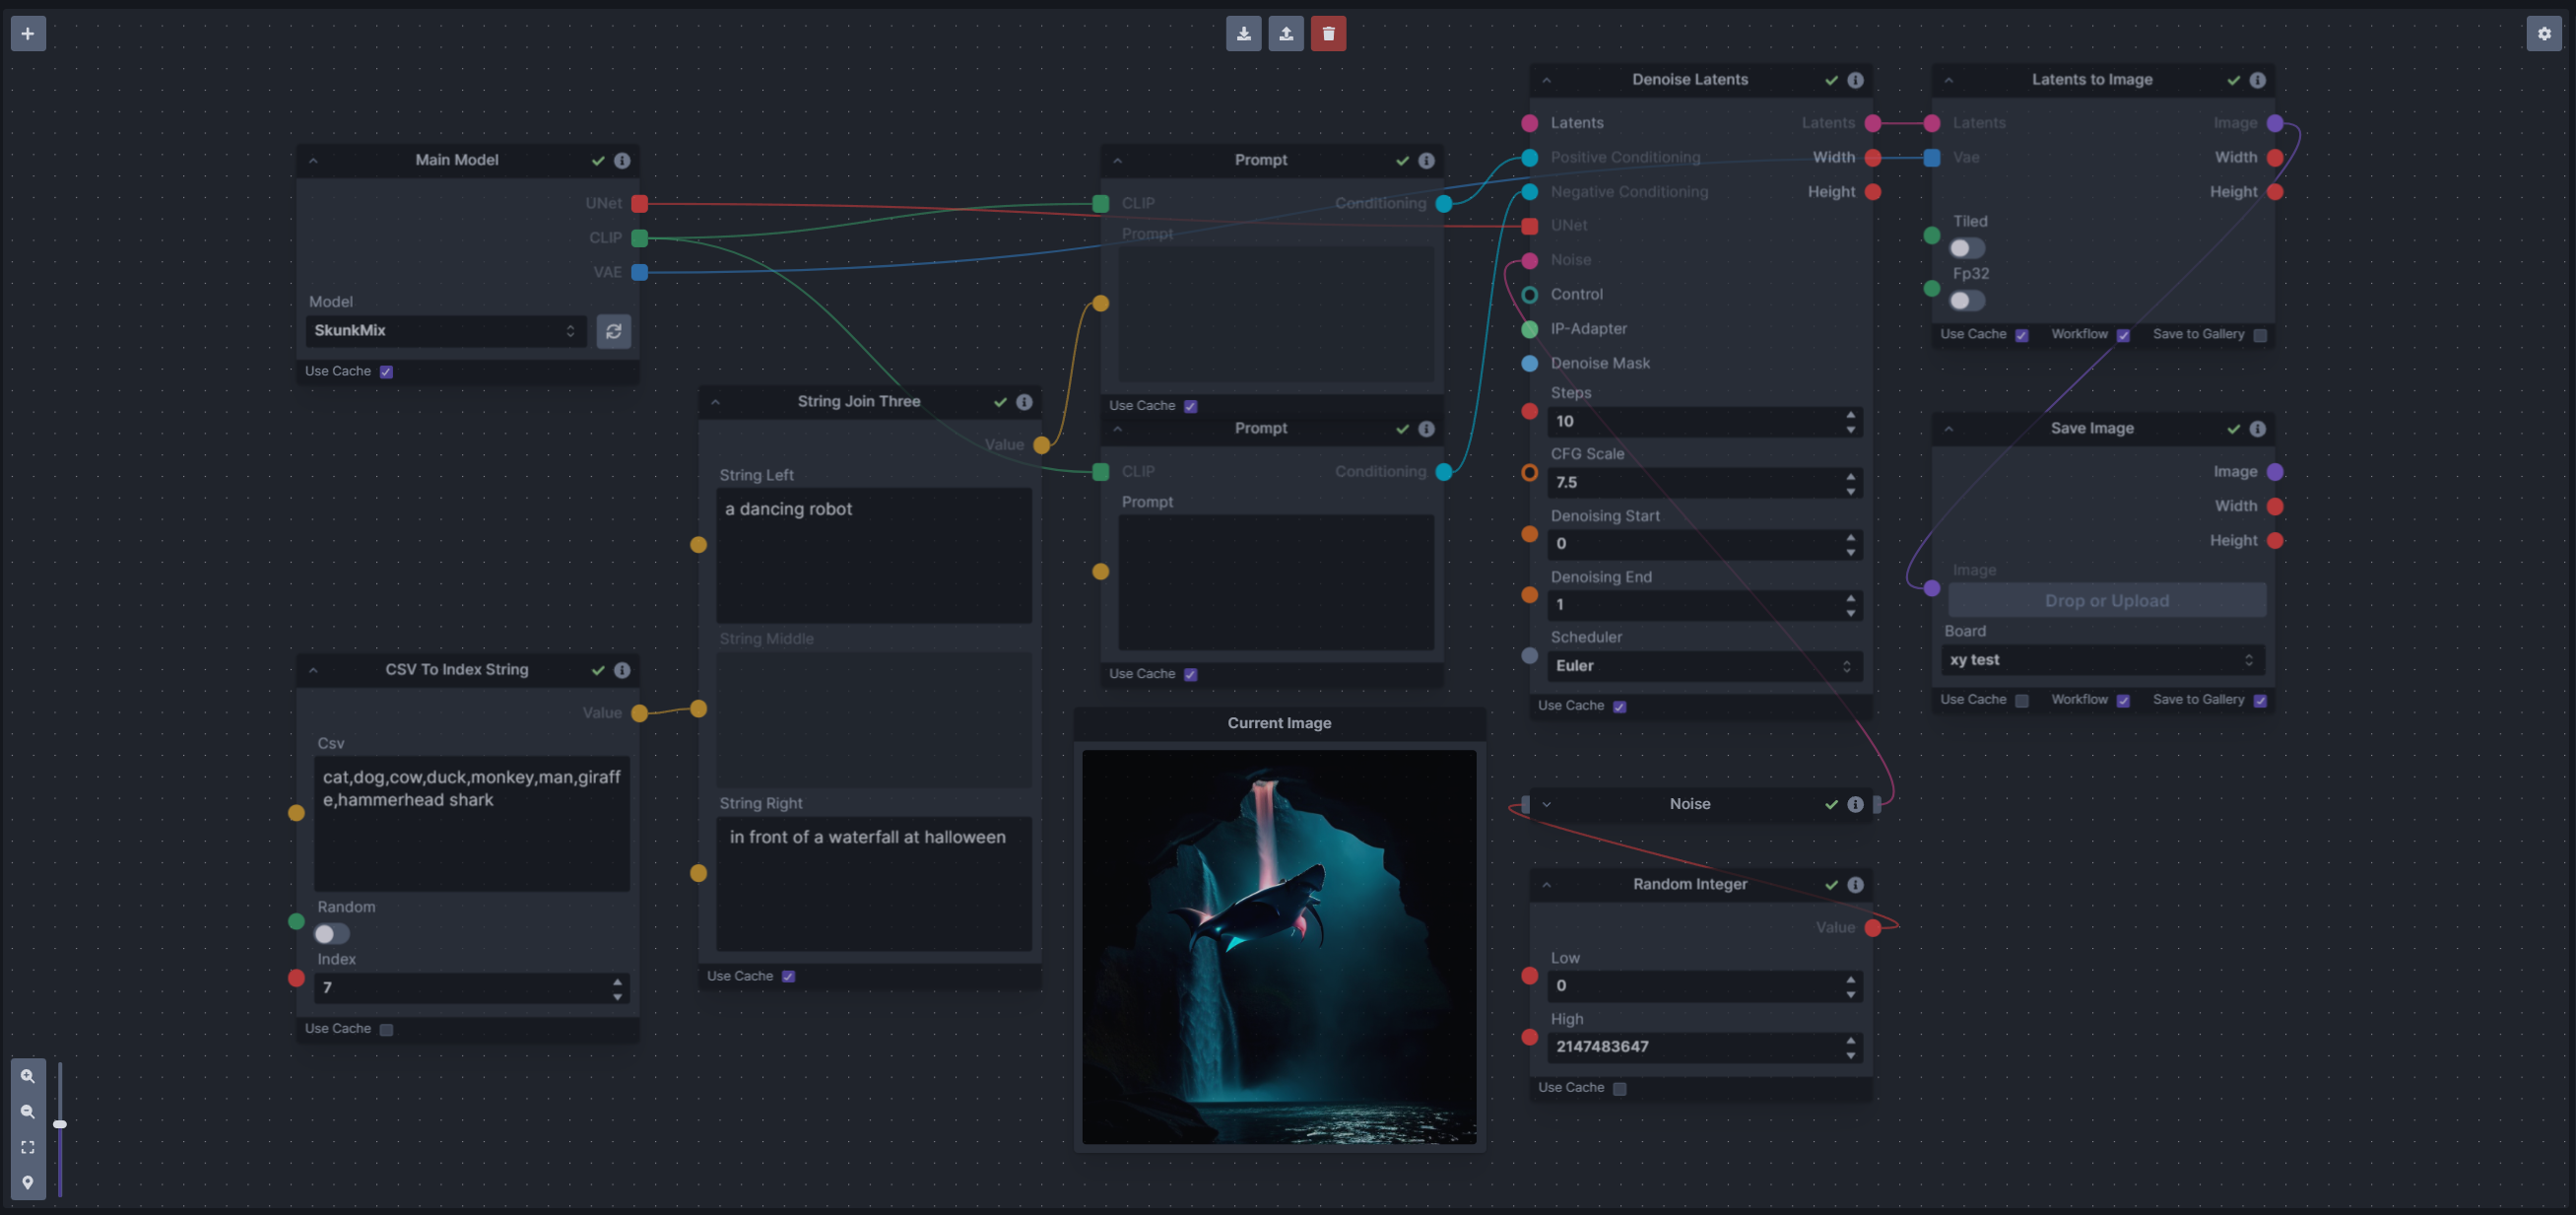 Main Model
UNet
CLIP
VAE
Model
SkunkMix
Use Cache
CSV To Index String
Value
Csv
cat,dog,cow,duck,monkey,man,giraff
e,hammerhead shark
Random
Index
7
Use Cache
String Join Three
Value
String Left
a dancing robot
String Middle
String Right
in front of a waterfall at halloween
Use Cache
Prompt
CLIP Conditioning
Prompt
Use Cache
Prompt
CLIP Conditioning
Prompt
Use Cache
Current Image
Denoise Latents
Latents Latents
Positive Conditioning Width
Negative Conditioning Height
UNet
Noise
Control
IP-Adapter
Denoise Mask
Steps
10
CFG Scale
7.5
Denoising Start
0
Denoising End
1
Scheduler
Euler
Use Cache
Noise
Random Integer
Value
Low
0
High
2147483647
Use Cache
Latents to Image
Latents Image
Vae Width
Height
Tiled
Fp32
Use Cache Workflow Save to Gallery
Save Image
Image
Width
Height
Image
Drop or Upload
Board
xy test
Use Cache Workflow Save to Gallery